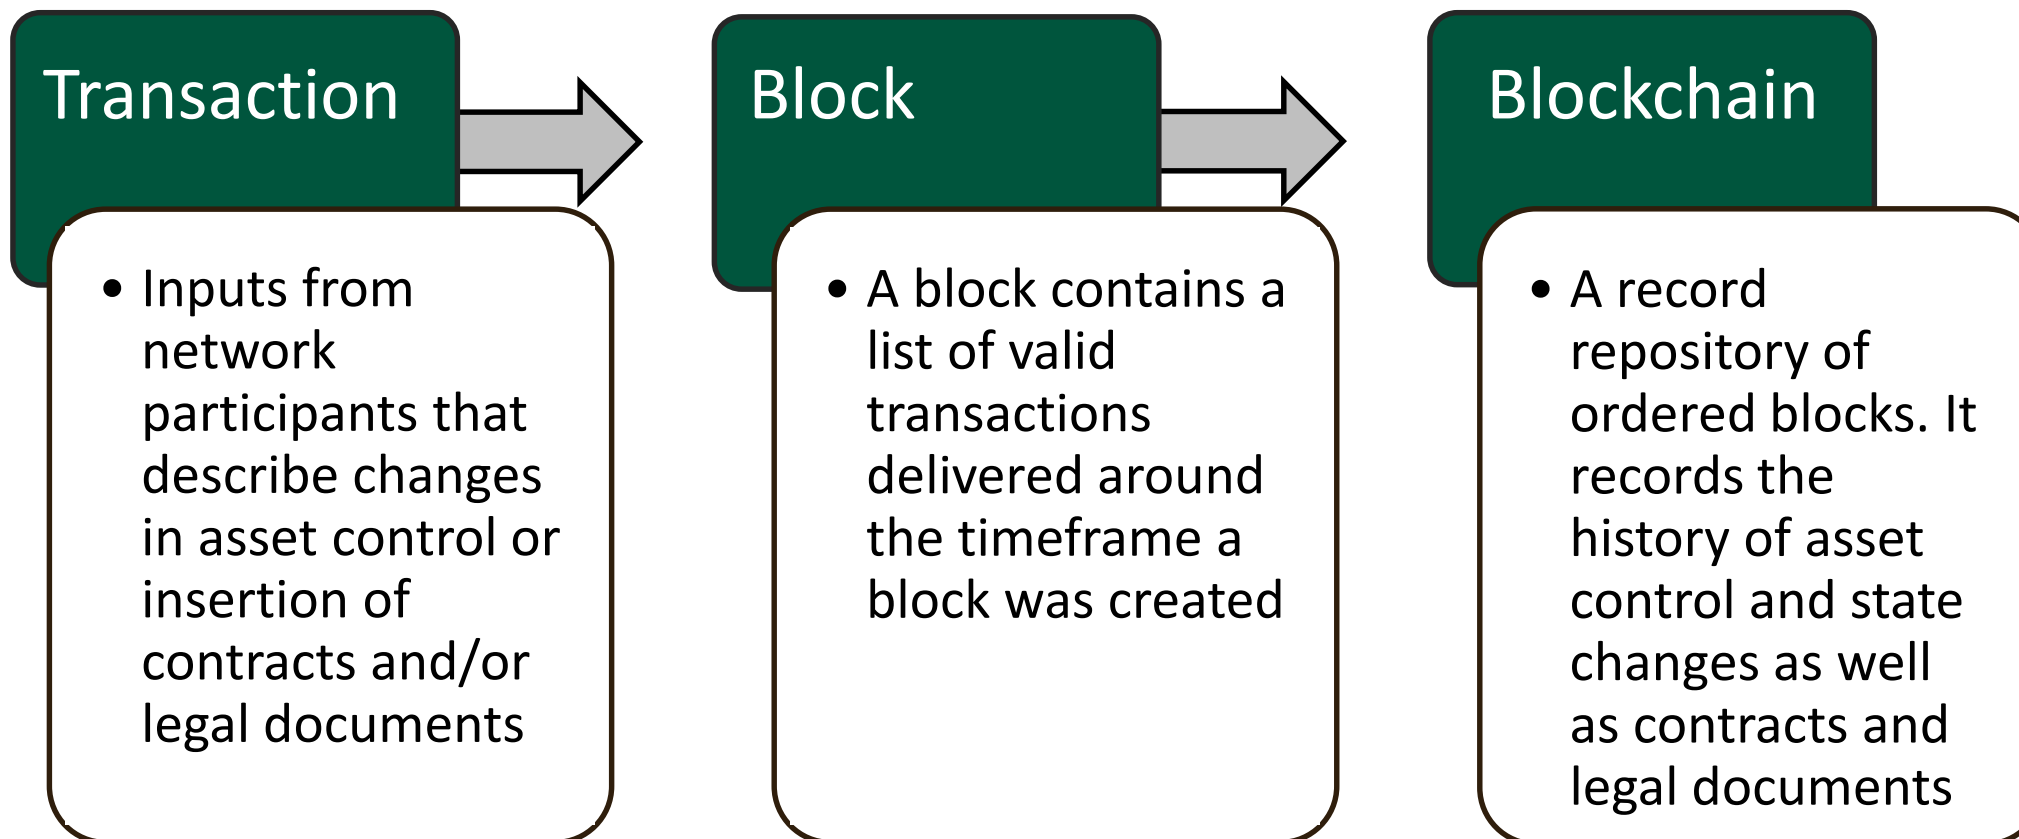 Transaction
• Inputs from
network
participants that
describe changes
in asset control or
insertion of
contracts and/or
legal documents
Block
• A block contains a
list of valid
transactions
delivered around
the timeframe a
block was created
Blockchain
• A record
repository of
ordered blocks. It
records the
history of asset
control and state
changes as well
as contracts and
legal documents